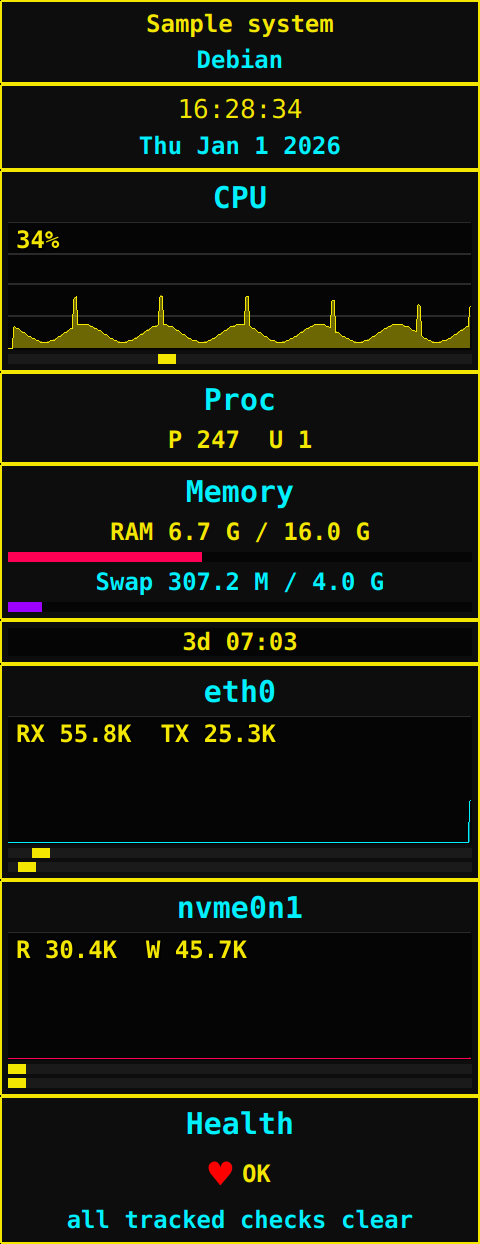 Sample system
Debian
16:28:34
Thu Jan 1 2026
CPU
34%
Proc
P 247  U 1
Memory
RAM 6.7 G / 16.0 G
Swap 307.2 M / 4.0 G
3d 07:03
eth0
RX 55.8K  TX 25.3K
nvme0n1
R 30.4K  W 45.7K
Health
♥ OK
all tracked checks clear